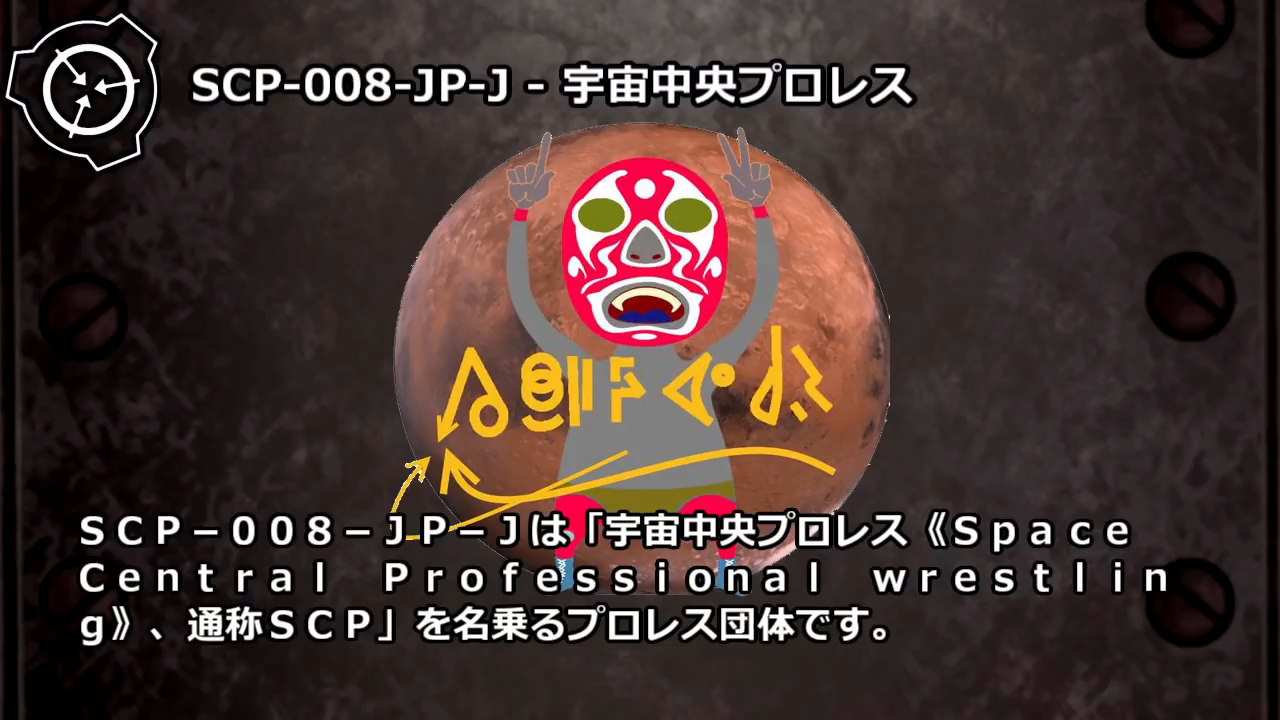 SCP-008-JP-J - 宇宙中央プロレス
ＳＣＰ－００８－ＪＰ－Ｊは「宇宙中央プロレス《Ｓｐａｃｅ
Ｃｅｎｔｒａｌ　Ｐｒｏｆｅｓｓｉｏｎａｌ　ｗｒｅｓｔｌｉｎ
ｇ》、通称ＳＣＰ」を名乗るプロレス団体です。